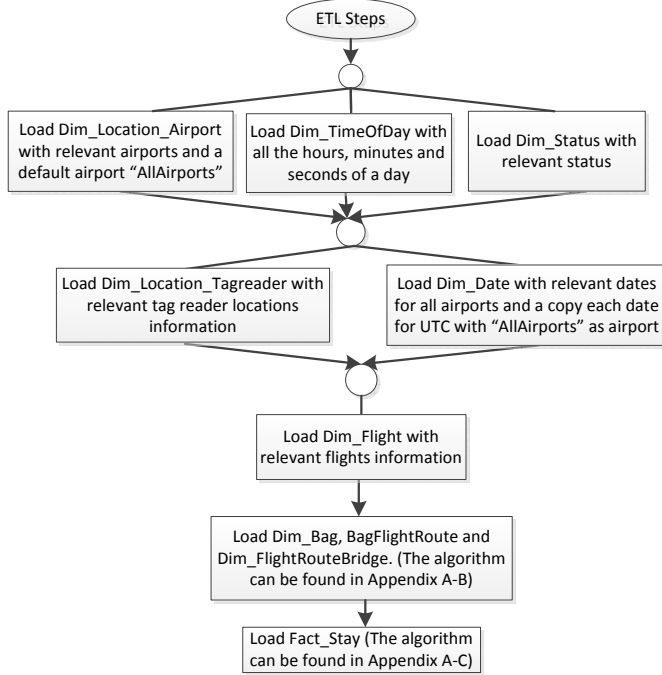 ETL Steps
Load Dim_Location_Airport
with relevant airports and a
default airport “AllAirports”
Load Dim_TimeOfDay with
all the hours, minutes and
seconds of a day
Load Dim_Status with
relevant status
Load Dim_Location_Tagreader with
relevant tag reader locations
information
Load Dim_Date with relevant dates
for all airports and a copy each date
for UTC with “AllAirports” as airport
Load Dim_Flight with
relevant flights information
Load Dim_Bag, BagFlightRoute and
Dim_FlightRouteBridge. (The algorithm
can be found in Appendix A-B)
Load Fact_Stay (The algorithm
can be found in Appendix A-C)